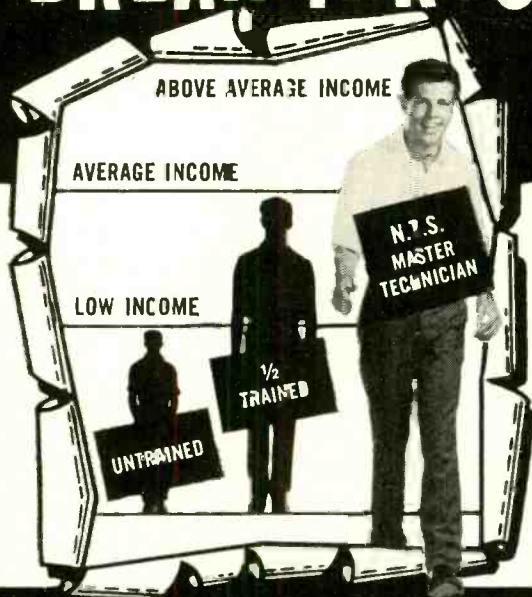 ABOVE AVERAGE INCOME
AVERAGE INCOME
N.T.S.
MASTER
TECHNICIAN
LOW INCOME
1/2
TRAINED
UNTRAINED